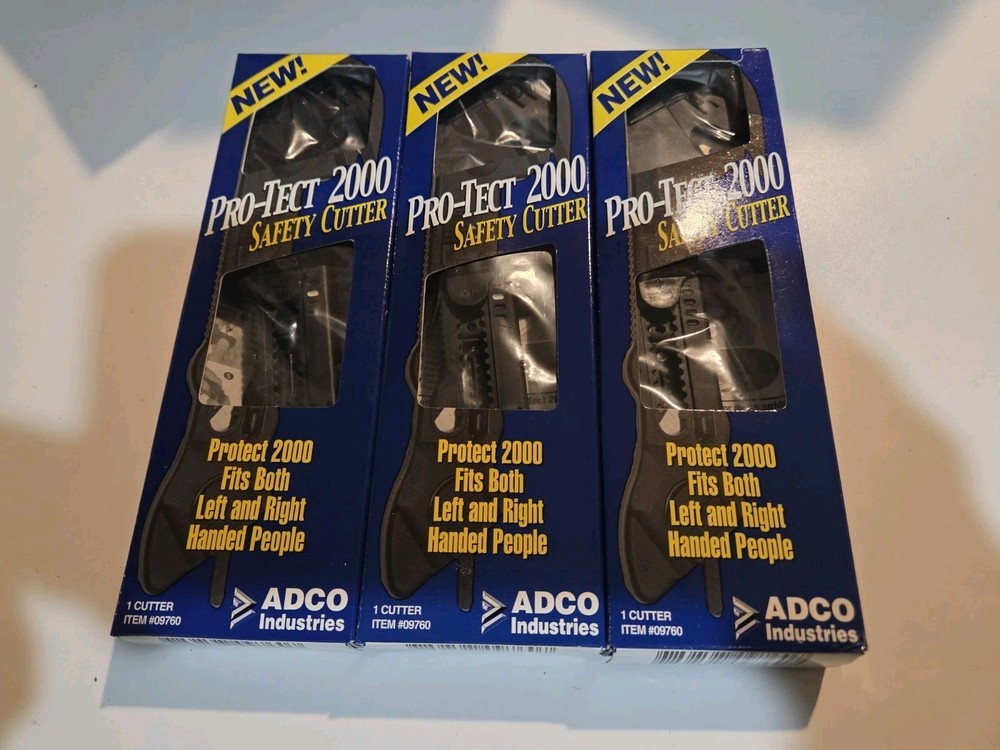 NEW!
PRO-TECT 2000
SAFETY CUTTER
Protect 2000
Fits Both
Left and Right
Handed People
1 CUTTER
ITEM #09760
ADCO
Industries
NEW!
PRO-TECT 2000
SAFETY CUTTER
Protect 2000
Fits Both
Left and Right
Handed People
1 CUTTER
ITEM #09760
ADCO
Industries
NEW!
PRO-TECT 2000
SAFETY CUTTER
Protect 2000
Fits Both
Left and Right
Handed People
1 CUTTER
ITEM #09760
ADCO
Industries